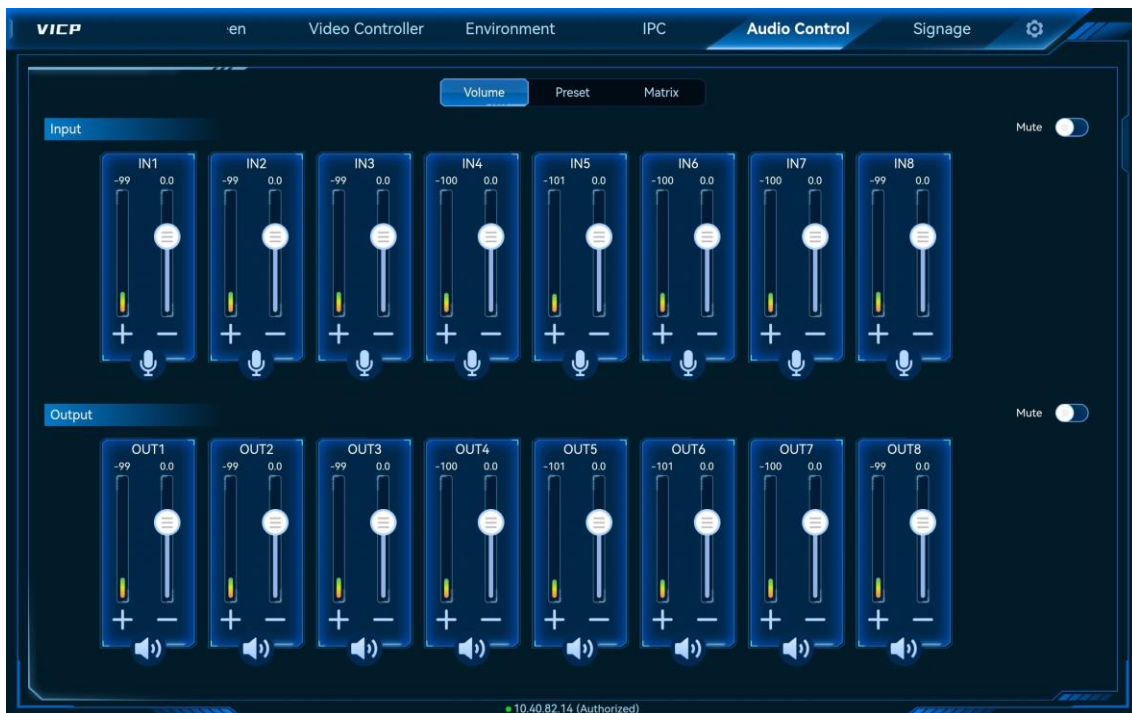 VICP en Video Controller Environment IPC Audio Control Signage
Volume Preset Matrix
Input Mute
IN1 IN2 IN3 IN4 IN5 IN6 IN7 IN8
-99 0.0 -99 0.0 -99 0.0 -100 0.0 -101 0.0 -100 0.0 -100 0.0 -99 0.0
+ − + − + − + − + − + − + − + −
Output Mute
OUT1 OUT2 OUT3 OUT4 OUT5 OUT6 OUT7 OUT8
-99 0.0 -99 0.0 -99 0.0 -100 0.0 -101 0.0 -101 0.0 -100 0.0 -99 0.0
+ − + − + − + − + − + − + − + −
10.40.82.14 (Authorized)